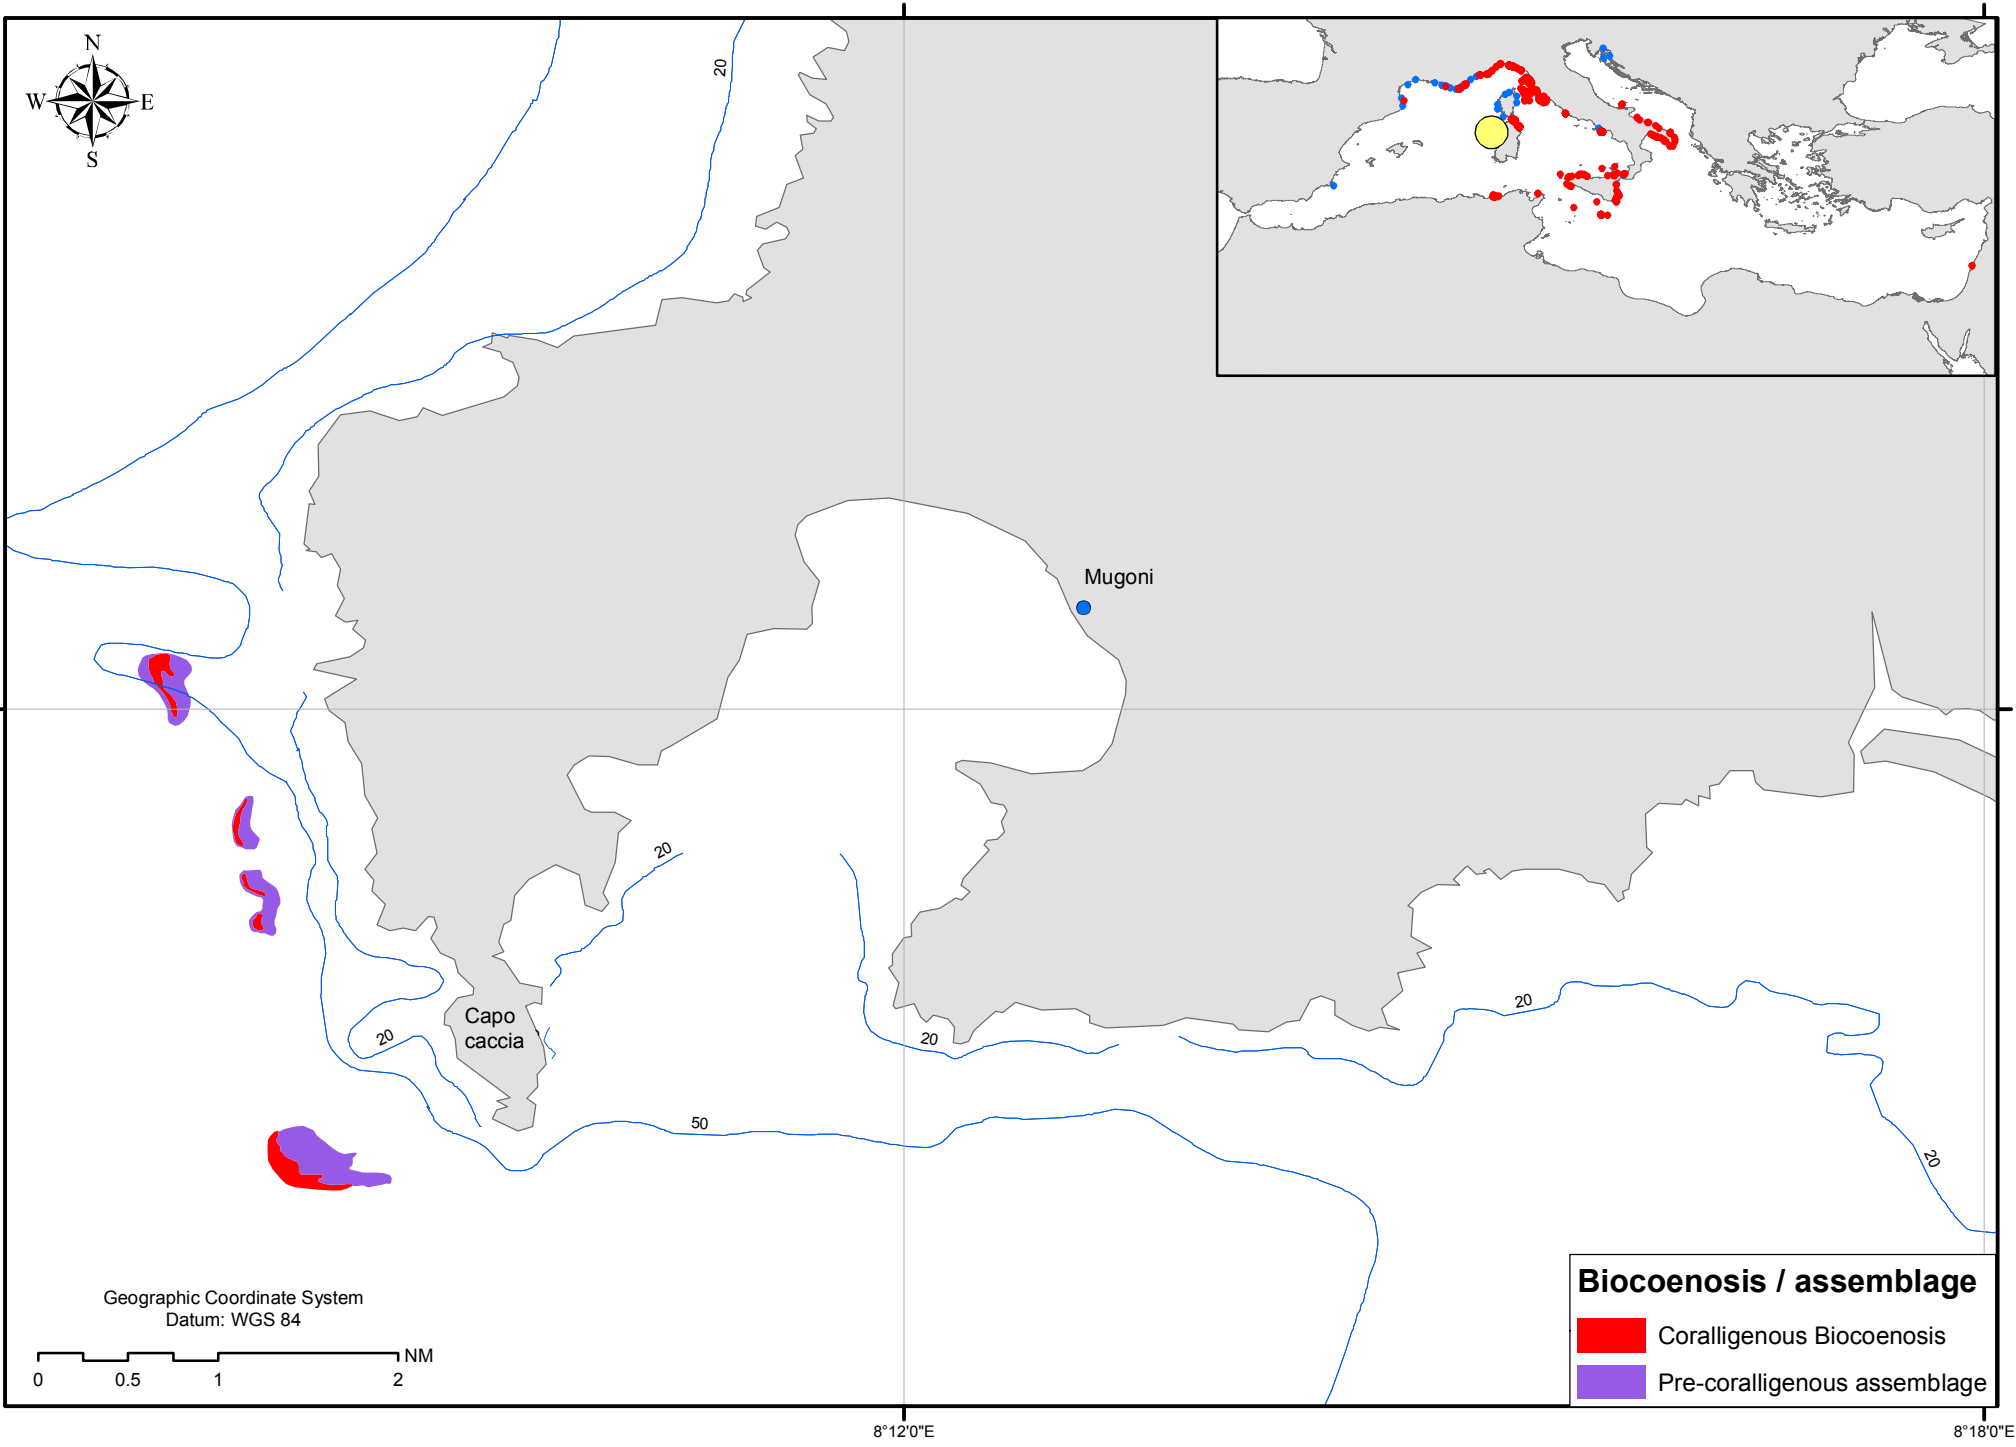 N
W
E
S
20
Mugoni
20
Capo
caccia
20
20
20
50
20
Geographic Coordinate System
Datum: WGS 84
NM
0
0.5
1
2
Biocoenosis / assemblage
Coralligenous Biocoenosis
Pre-coralligenous assemblage
8°12'0"E
8°18'0"E